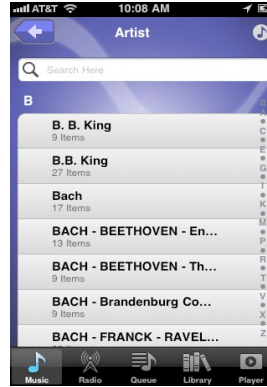 AT&T 10:08 AM
Artist
Search Here
B
B. B. King
9 Items
B.B. King
27 Items
Bach
17 Items
BACH - BEETHOVEN - En...
13 Items
BACH - BEETHOVEN - Th...
9 Items
BACH - Brandenburg Co...
9 Items
BACH - FRANCK - RAVEL...
A
C
E
G
I
K
M
P
R
T
V
X
Z
Music Radio Queue Library Player